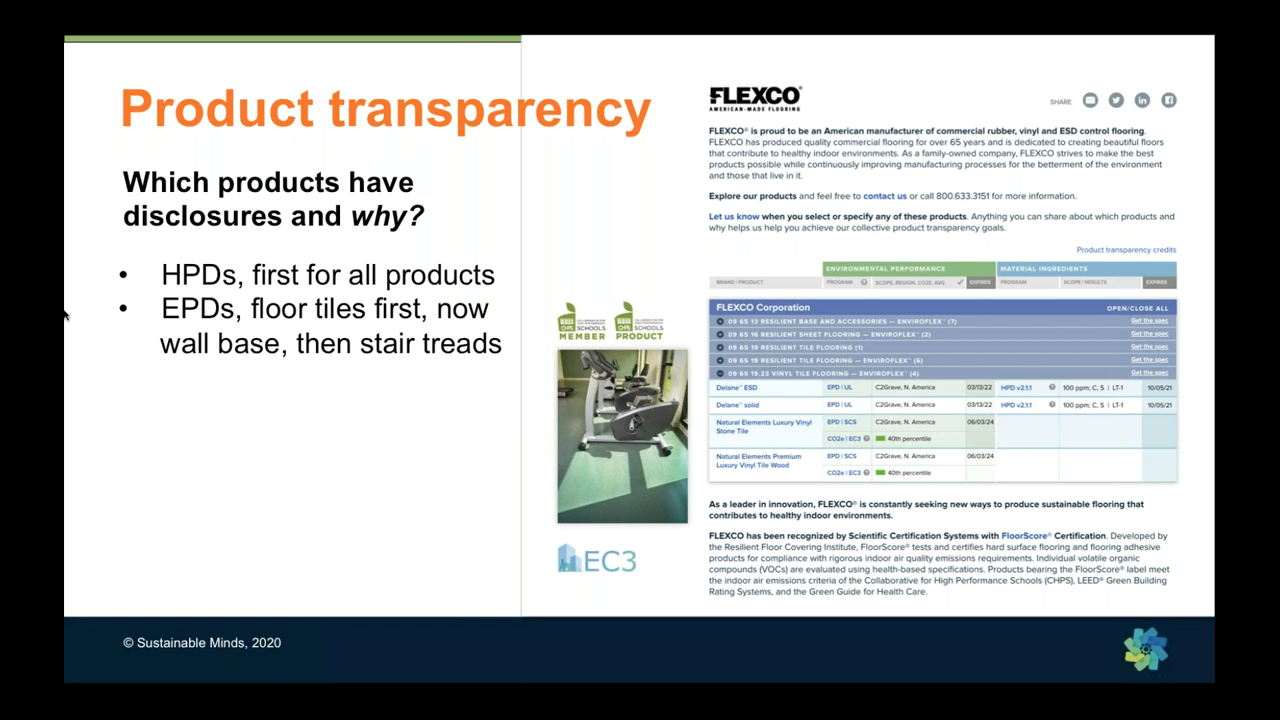 Product transparency
Which products have
disclosures and why?
• HPDs, first for all products
• EPDs, floor tiles first, now
wall base, then stair treads
CHPS
SCHOOLS
MEMBER
CHPS
SCHOOLS
PRODUCT
EC3
FLEXCO®
AMERICAN-MADE FLOORING
SHARE
FLEXCO® is proud to be an American manufacturer of commercial rubber, vinyl and ESD control flooring.
FLEXCO has produced quality commercial flooring for over 65 years and is dedicated to creating beautiful floors
that contribute to healthy indoor environments. As a family-owned company, FLEXCO strives to make the best
products possible while continuously improving manufacturing processes for the betterment of the environment
and those that live in it.
Explore our products and feel free to contact us or call 800.633.3151 for more information.
Let us know when you select or specify any of these products. Anything you can share about which products and
why helps us help you achieve our collective product transparency goals.
Product transparency credits
ENVIRONMENTAL PERFORMANCE MATERIAL INGREDIENTS
BRAND | PRODUCT PROGRAM SCOPE, REGION, CO2E, AVG EXPIRES PROGRAM SCOPE | RESULTS EXPIRES
FLEXCO Corporation OPEN/CLOSE ALL
09 65 13 RESILIENT BASE AND ACCESSORIES — ENVIROFLEX™ (7) Get the spec
09 65 16 RESILIENT SHEET FLOORING — ENVIROFLEX™ (2) Get the spec
09 65 19 RESILIENT TILE FLOORING (1) Get the spec
09 65 19 RESILIENT TILE FLOORING — ENVIROFLEX™ (6) Get the spec
09 65 19.23 VINYL TILE FLOORING — ENVIROFLEX™ (4) Get the spec
Delane™ ESD EPD | UL C2Grave, N. America 03/13/22 HPD v2.1.1 100 ppm; C, S | LT-1 10/05/21
Delane™ solid EPD | UL C2Grave, N. America 03/13/22 HPD v2.1.1 100 ppm; C, S | LT-1 10/05/21
Natural Elements Luxury Vinyl EPD | SCS C2Grave, N. America 06/03/24
Stone Tile
CO2e | EC3 40th percentile
Natural Elements Premium EPD | SCS C2Grave, N. America 06/03/24
Luxury Vinyl Tile Wood
CO2e | EC3 40th percentile
As a leader in innovation, FLEXCO® is constantly seeking new ways to produce sustainable flooring that
contributes to healthy indoor environments.
FLEXCO has been recognized by Scientific Certification Systems with FloorScore® Certification. Developed by
the Resilient Floor Covering Institute, FloorScore® tests and certifies hard surface flooring and flooring adhesive
products for compliance with rigorous indoor air quality emissions requirements. Individual volatile organic
compounds (VOCs) are evaluated using health-based specifications. Products bearing the FloorScore® label meet
the indoor air emissions criteria of the Collaborative for High Performance Schools (CHPS), LEED® Green Building
Rating Systems, and the Green Guide for Health Care.
© Sustainable Minds, 2020